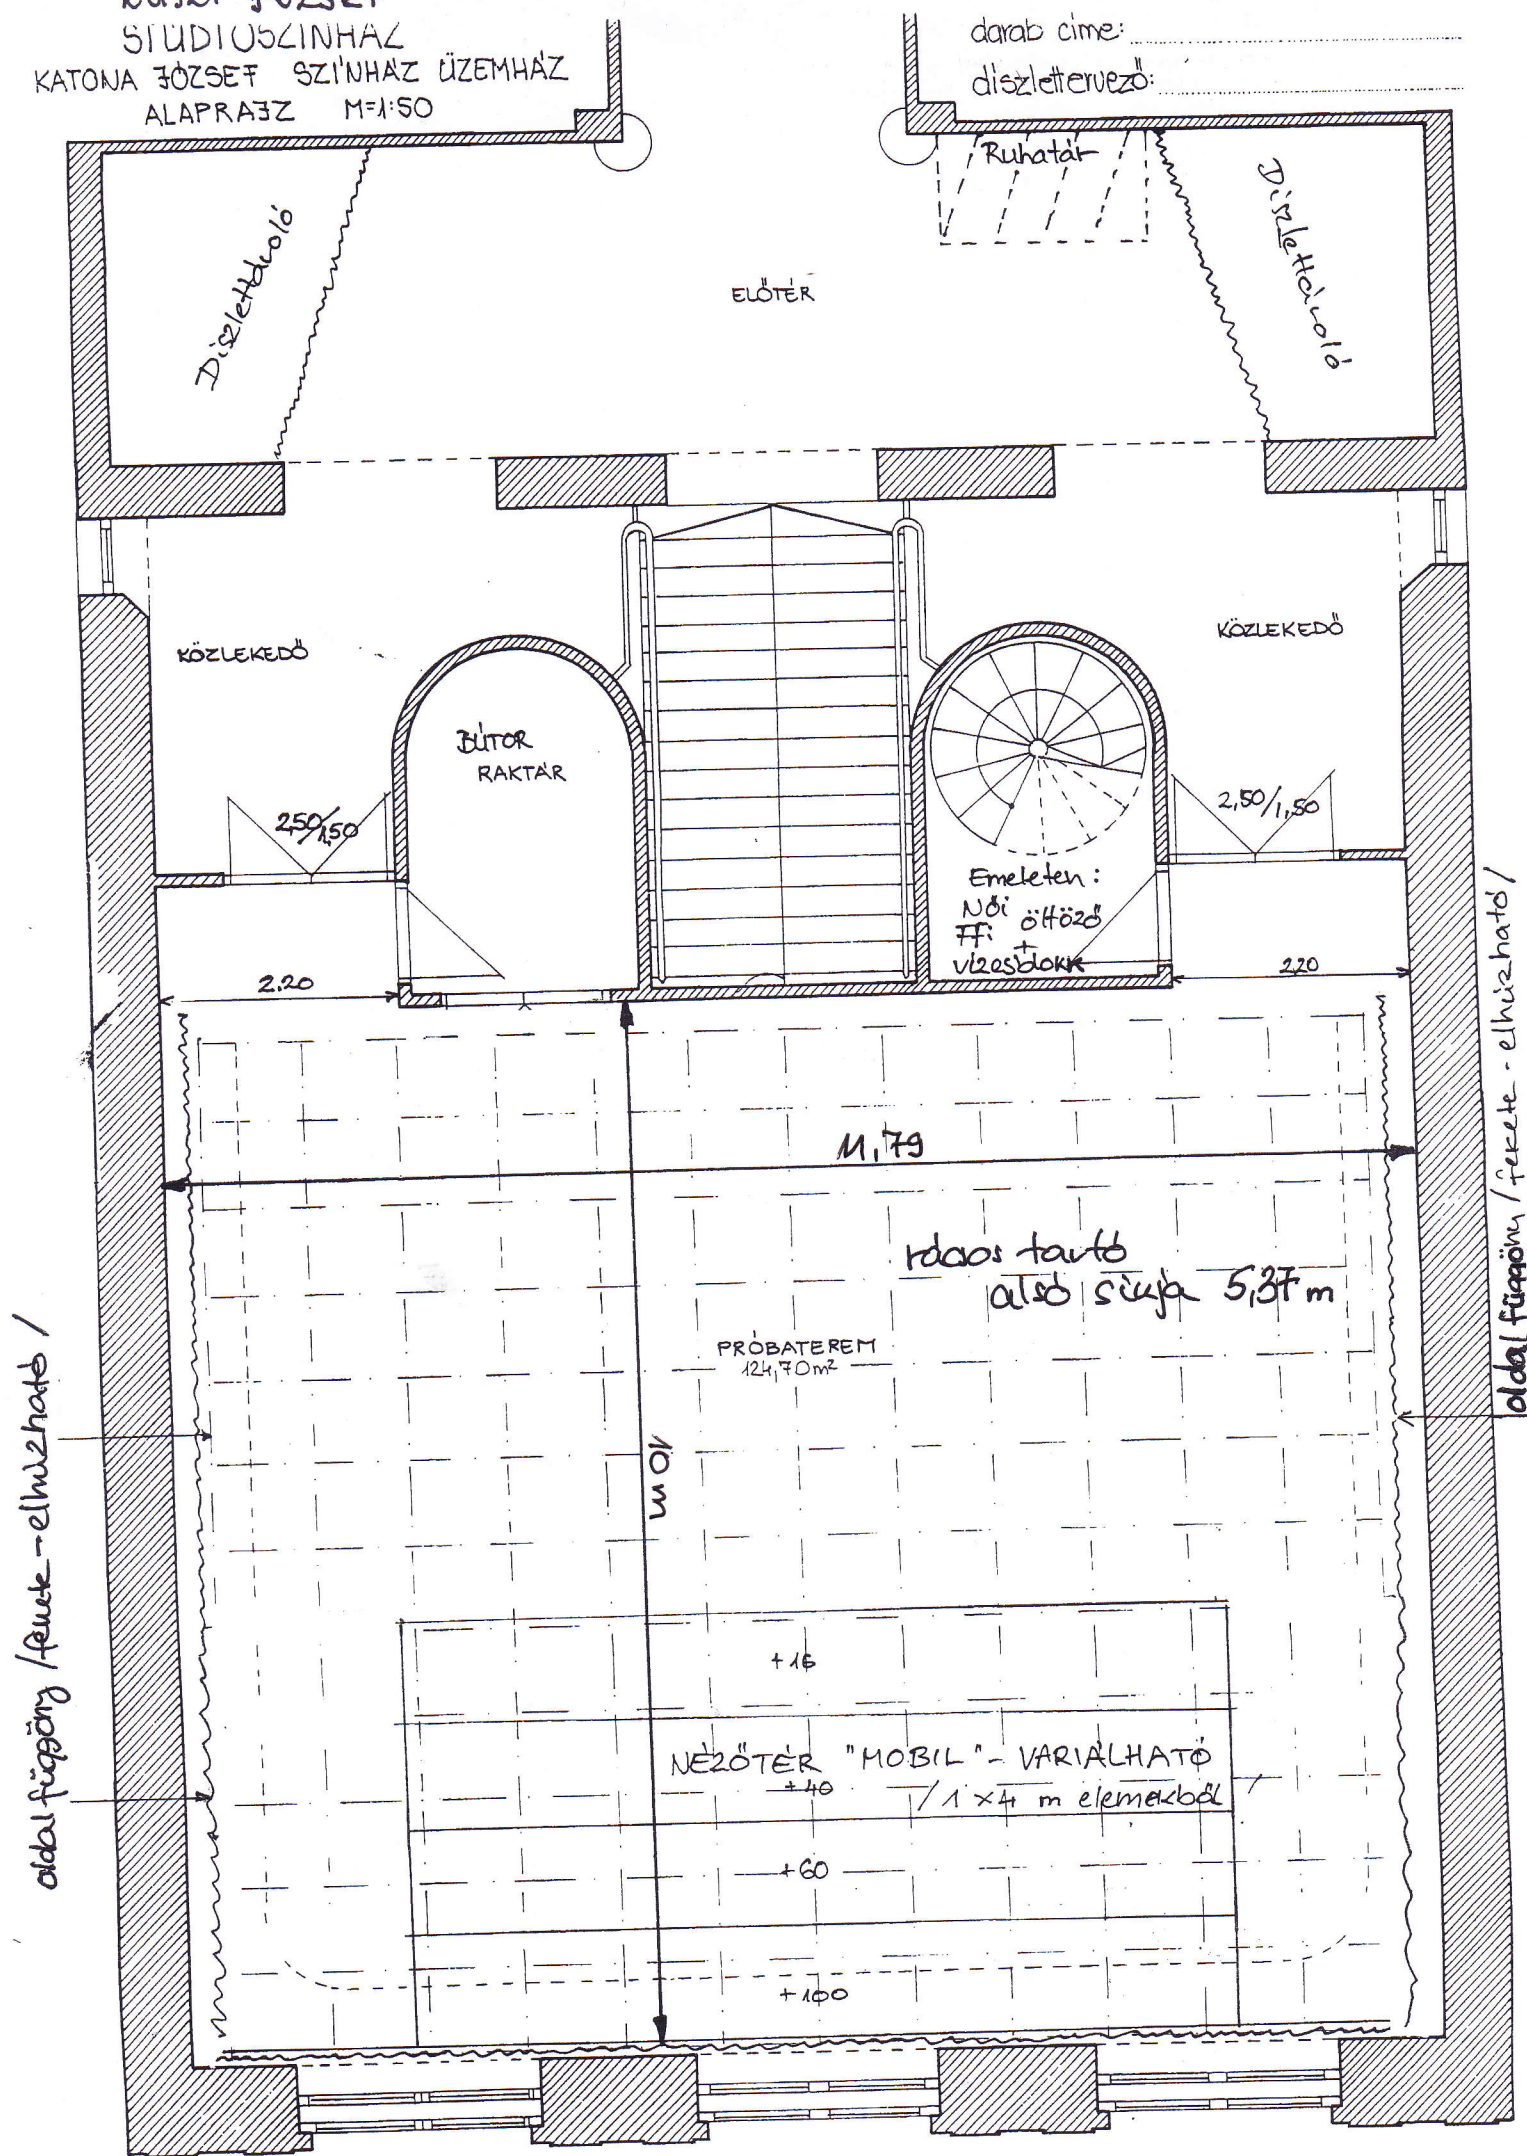 STÚDIÓSZÍNHÁZ
KATONA JÓZSEF SZÍNHÁZ ÜZEMHÁZ
ALAPRAJZ M=1:50
darab címe:
díszlettervező:
Ruhatár
Díszlettároló
Díszlettároló
ELŐTÉR
KÖZLEKEDŐ
KÖZLEKEDŐ
BÚTOR
RAKTÁR
2,50/1,50
2,50/1,50
Emeleten:
Női
FFi öltöző
+
vizesblokk
2.20
2,20
11,79
rácsos tartó
alsó síkja 5,37 m
PRÓBATEREM
124,70 m²
10 m
oldalfüggöny /fekete - elhúzható/
oldalfüggöny /fekete - elhúzható/
+16
NÉZŐTÉR "MOBIL" - VARIÁLHATÓ
+40
/1 x 4 m elemekből/
+60
+100